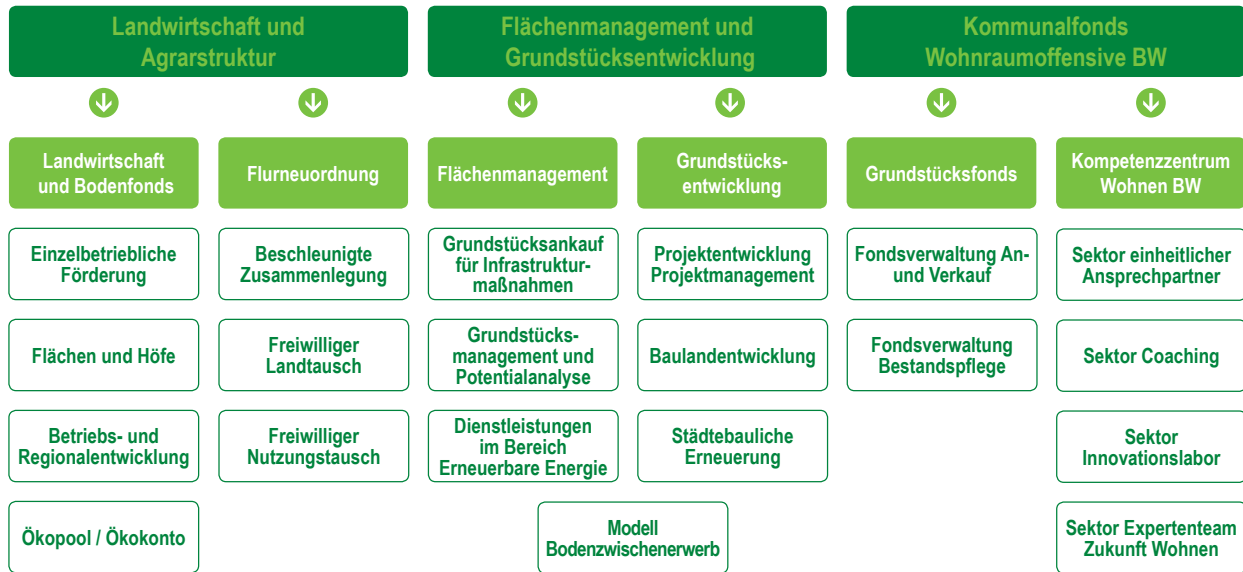 Landwirtschaft und
Agrarstruktur
Flächenmanagement und
Grundstücksentwicklung
Kommunalfonds
Wohnraumoffensive BW
Landwirtschaft
und Bodenfonds
Flurneuordnung
Flächenmanagement
Grundstücks-
entwicklung
Grundstücksfonds
Kompetenzzentrum
Wohnen BW
Einzelbetriebliche
Förderung
Beschleunigte
Zusammenlegung
Grundstücksankauf
für Infrastruktur-
maßnahmen
Projektentwicklung
Projektmanagement
Fondsverwaltung An-
und Verkauf
Sektor einheitlicher
Ansprechpartner
Flächen und Höfe
Freiwilliger
Landtausch
Grundstücks-
management und
Potentialanalyse
Baulandentwicklung
Fondsverwaltung
Bestandspflege
Sektor Coaching
Betriebs- und
Regionalentwicklung
Freiwilliger
Nutzungstausch
Dienstleistungen
im Bereich
Erneuerbare Energie
Städtebauliche
Erneuerung
Sektor
Innovationslabor
Ökopool / Ökokonto
Modell
Bodenzwischenerwerb
Sektor Expertenteam
Zukunft Wohnen